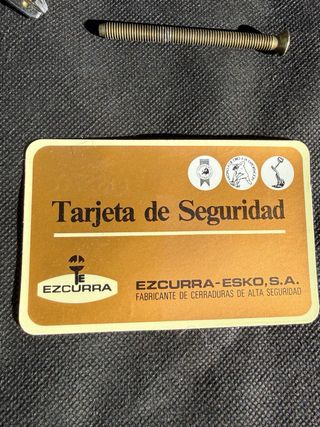 Tarjeta de Seguridad
EZCURRA
EZCURRA-ESKO, S.A.
FABRICANTE DE CERRADURAS DE ALTA SEGURIDAD